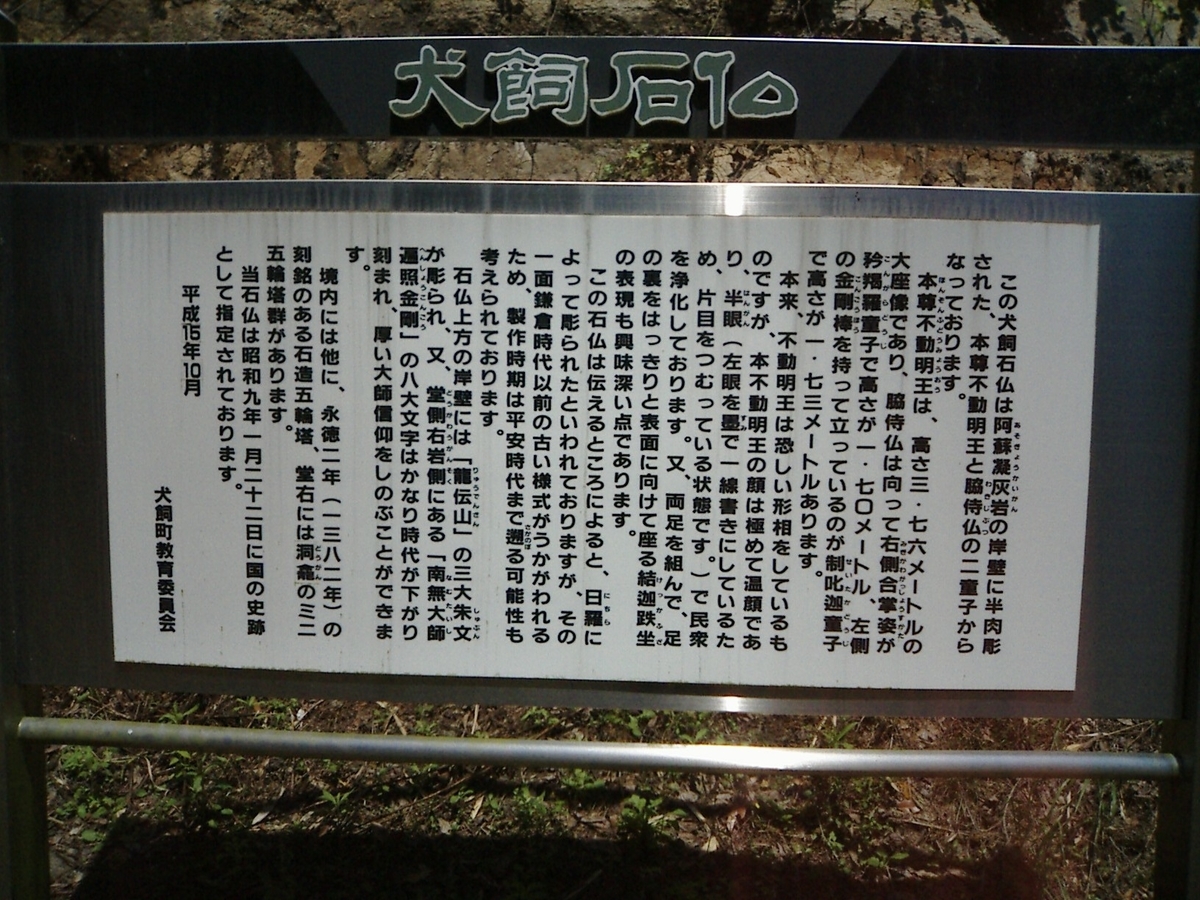 犬飼石仏
この犬飼石仏は阿蘇凝灰岩の岸壁に半肉彫
された、本尊不動明王と脇侍仏の二童子から
なっております。
本尊不動明王は、高さ三・七六メートルの
大座像であり、脇侍仏は向って右側合掌姿が
矜羯羅童子で高さが一・七〇メートル、左側
の金剛棒を持って立っているのが制吒迦童子
で高さが一・七三メートルあります。
本来、不動明王は恐しい形相をしているも
のですが、本不動明王の顔は極めて温顔であ
り、半眼(左眼を墨で一線書きにしているた
め、片目をつむっている状態です。)で民衆
を浄化しております。又、両足を組んで、足
の裏をはっきりと表面に向けて座る結迦趺坐
の表現も興味深い点であります。
この石仏は伝えるところによると、日羅に
よって彫られたといわれておりますが、その
一面鎌倉時代以前の古い様式がうかがわれる
ため、製作時期は平安時代まで遡る可能性も
考えられております。
石仏上方の岸壁には「龍伝山」の三大朱文
が彫られ、又、堂側右岩側にある「南無大師
遍照金剛」の八大文字はかなり時代が下がり
刻まれ、厚い大師信仰をしのぶことができま
す。
境内には他に、永徳二年(一三八二年)の
刻銘のある石造五輪塔、堂右には洞龕のミニ
五輪塔群があります。
当石仏は昭和九年一月二十二日に国の史跡
として指定されております。
平成15年10月
犬飼町教育委員会